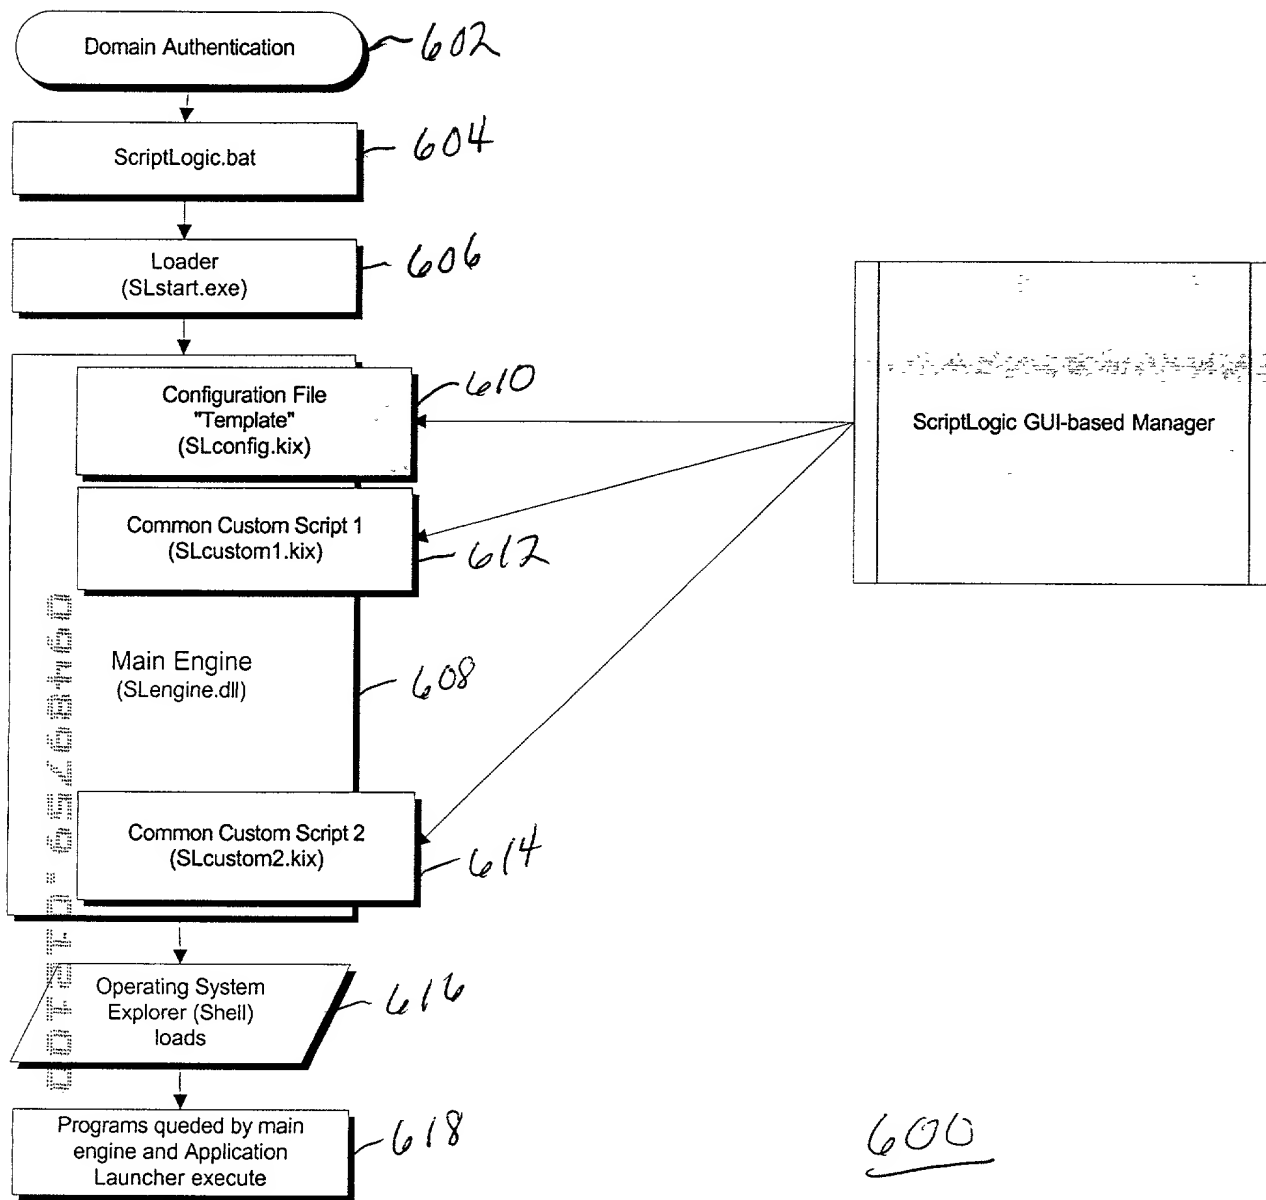 Domain Authentication
602
ScriptLogic.bat
604
Loader
(SLstart.exe)
606
Configuration File
"Template"
(SLconfig.kix)
610
ScriptLogic GUI-based Manager
Common Custom Script 1
(SLcustom1.kix)
612
Main Engine
(SLengine.dll)
608
Common Custom Script 2
(SLcustom2.kix)
614
Operating System
Explorer (Shell)
loads
616
Programs queded by main
engine and Application
Launcher execute
618
600